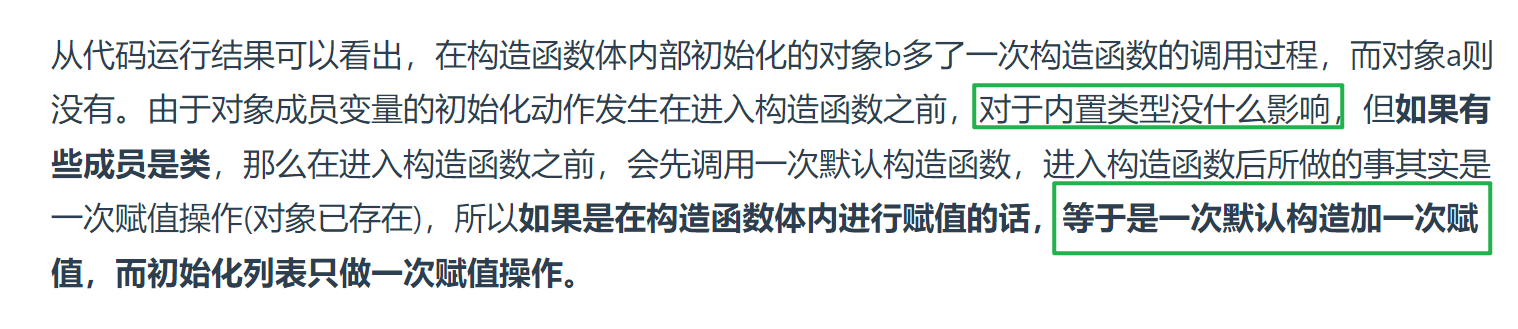 从代码运行结果可以看出，在构造函数体内部初始化的对象b多了一次构造函数的调用过程，而对象a则
没有。由于对象成员变量的初始化动作发生在进入构造函数之前，对于内置类型没什么影响，但如果有
些成员是类，那么在进入构造函数之前，会先调用一次默认构造函数，进入构造函数后所做的事其实是
一次赋值操作(对象已存在)，所以如果是在构造函数体内进行赋值的话，等于是一次默认构造加一次赋
值，而初始化列表只做一次赋值操作。